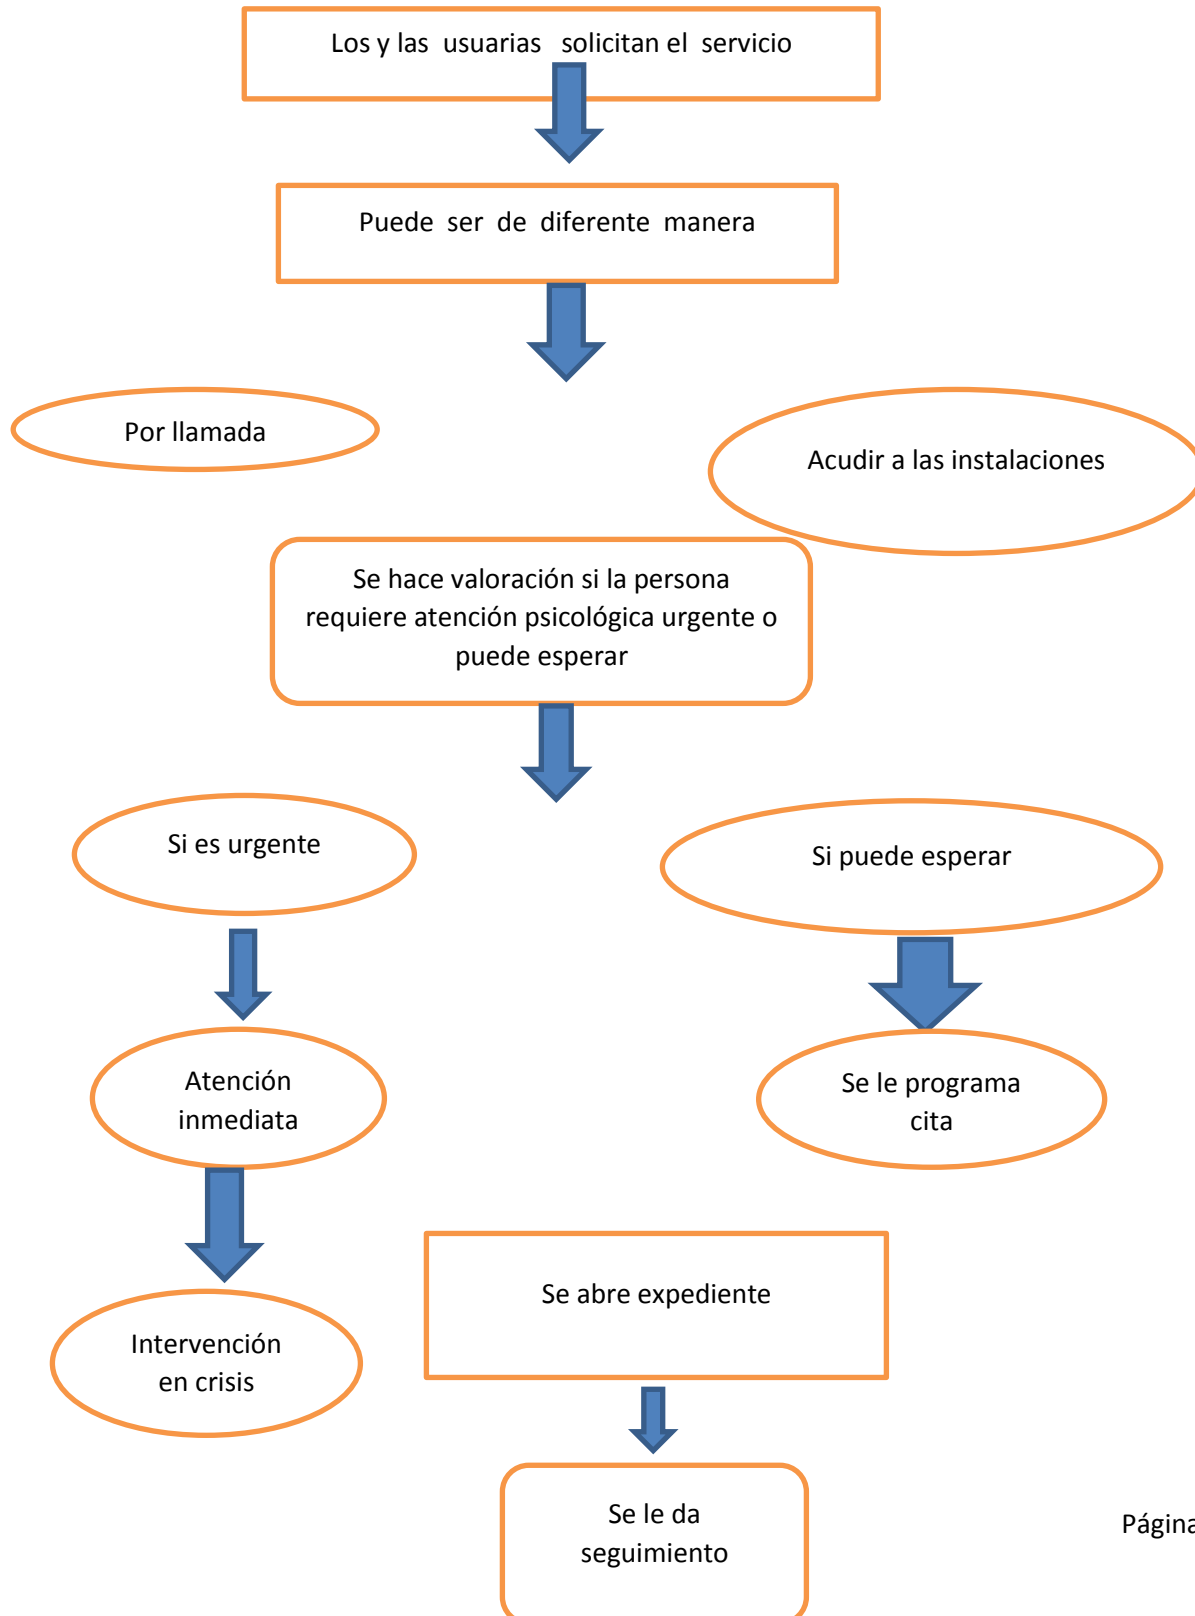 Los y las usuarias solicitan el servicio
Puede ser de diferente manera
Por llamada
Acudir a las instalaciones
Se hace valoración si la persona
requiere atención psicológica urgente o
puede esperar
Si es urgente
Si puede esperar
Atención
inmediata
Se le programa
cita
Se abre expediente
Intervención
en crisis
Se le da
seguimiento
Página